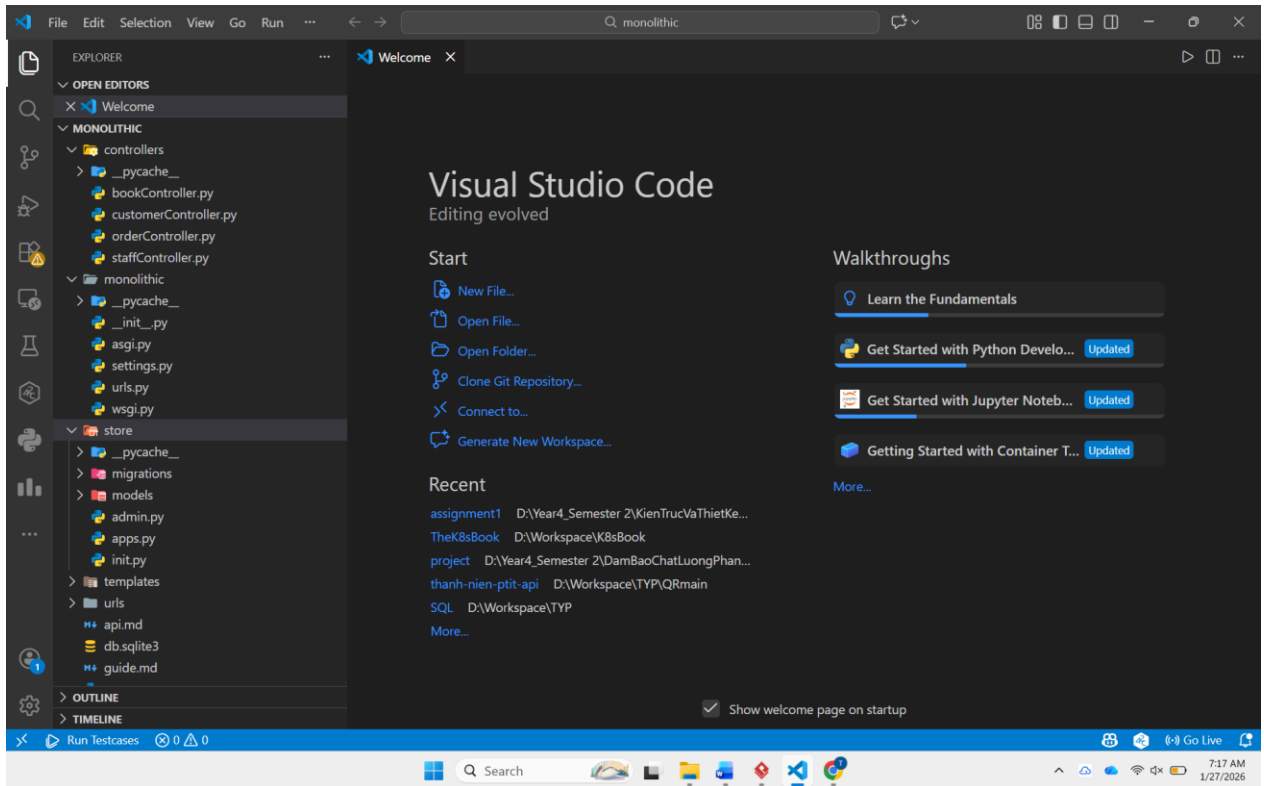 File Edit Selection View Go Run ··· monolithic
EXPLORER ···
Welcome
OPEN EDITORS
Welcome
MONOLITHIC
controllers
__pycache__
bookController.py
customerController.py
orderController.py
staffController.py
monolithic
__pycache__
__init__.py
asgi.py
settings.py
urls.py
wsgi.py
store
__pycache__
migrations
models
admin.py
apps.py
init.py
templates
urls
api.md
db.sqlite3
guide.md
OUTLINE
TIMELINE
Visual Studio Code
Editing evolved
Start
New File...
Open File...
Open Folder...
Clone Git Repository...
Connect to...
Generate New Workspace...
Recent
assignment1 D:\Year4_Semester 2\KienTrucVaThietKe...
TheK8sBook D:\Workspace\K8sBook
project D:\Year4_Semester 2\DamBaoChatLuongPhan...
thanh-nien-ptit-api D:\Workspace\TYP\QRmain
SQL D:\Workspace\TYP
More...
Walkthroughs
Learn the Fundamentals
Get Started with Python Develo... Updated
Get Started with Jupyter Noteb... Updated
Getting Started with Container T... Updated
More...
Show welcome page on startup
1
Run Testcases 0 0 Go Live
Search
7:17 AM
1/27/2026